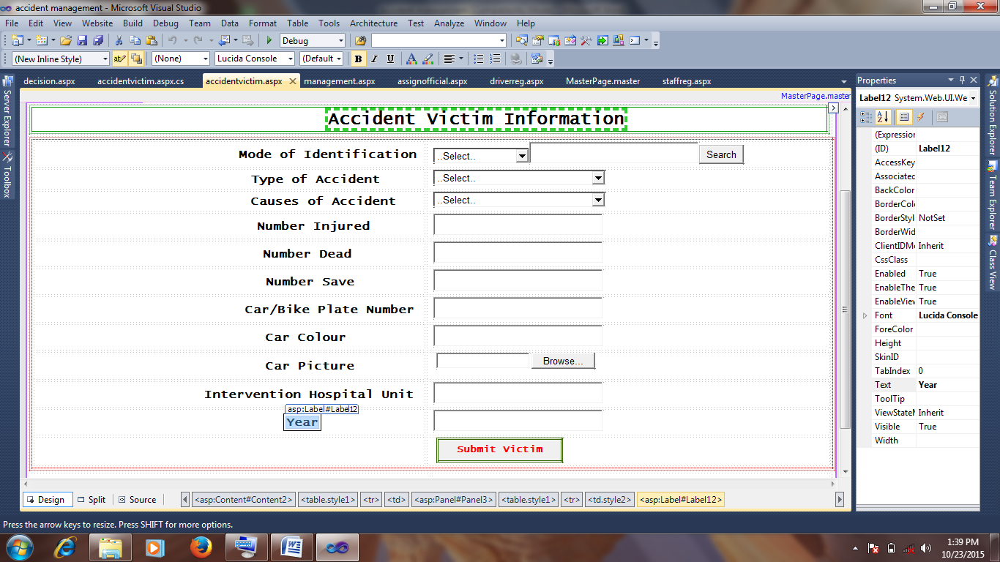 accident management - Microsoft Visual Studio
File Edit View Website Build Debug Team Data Format Table Tools Architecture Test Analyze Window Help
Debug
(New Inline Style) (None) Lucida Console (Default B I U
decision.aspx accidentvictim.aspx.cs accidentvictim.aspx management.aspx assignofficial.aspx driverreg.aspx MasterPage.master staffreg.aspx
MasterPage.master
Server Explorer
Toolbox
Accident Victim Information
Mode of Identification ..Select.. Search
Type of Accident ..Select..
Causes of Accident ..Select..
Number Injured
Number Dead
Number Save
Car/Bike Plate Number
Car Colour
Car Picture Browse...
Intervention Hospital Unit
asp:Label#Label12
Year
Submit Victim
Properties
Label12 System.Web.UI.We
(Expression
(ID) Label12
AccessKey
Associated
BackColor
BorderCol
BorderStyl NotSet
BorderWid
ClientIDMo Inherit
CssClass
Enabled True
EnableThe True
EnableView True
Font Lucida Console
ForeColor
Height
SkinID
TabIndex 0
Text Year
ToolTip
ViewStateM Inherit
Visible True
Width
Solution Explorer
Team Explorer
Class View
Design Split Source <asp:Content#Content2> <table.style1> <tr> <td> <asp:Panel#Panel3> <table.style1> <tr> <td.style2> <asp:Label#Label12>
Press the arrow keys to resize. Press SHIFT for more options.
1:39 PM
10/23/2015